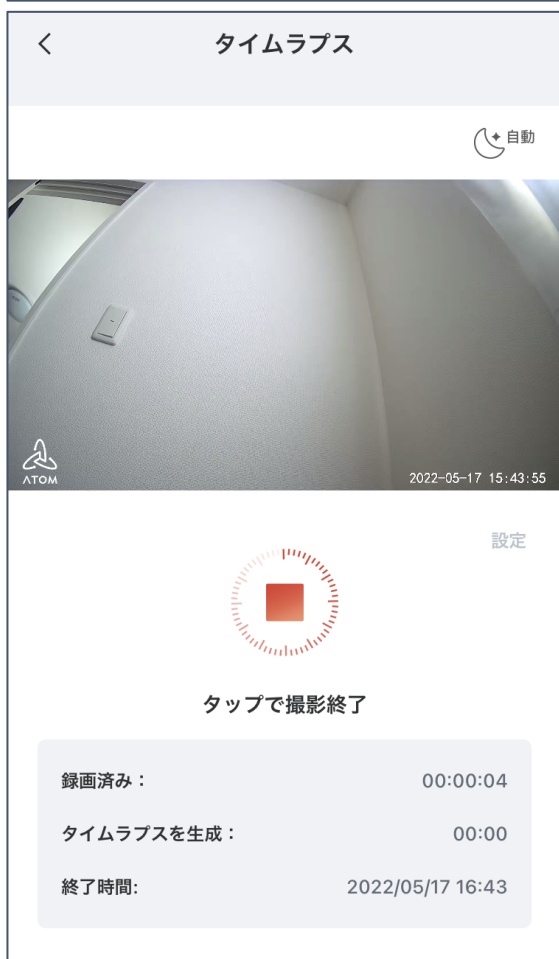 タイムラプス
自動
ATOM
2022-05-17 15:43:55
設定
タップで撮影終了
録画済み： 00:00:04
タイムラプスを生成： 00:00
終了時間: 2022/05/17 16:43